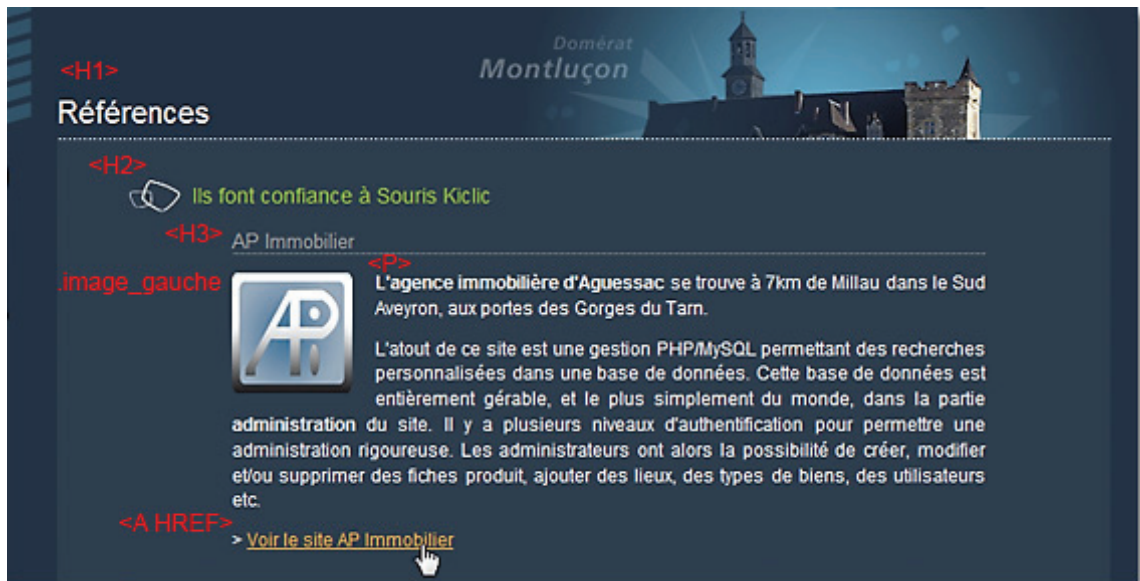 Domérat
Montluçon
<H1>
Références
<H2>
Ils font confiance à Souris Kiclic
<H3> AP Immobilier
<P>
.image_gauche
AP
L'agence immobilière d'Aguessac se trouve à 7km de Millau dans le Sud
Aveyron, aux portes des Gorges du Tarn.
L'atout de ce site est une gestion PHP/MySQL permettant des recherches
personnalisées dans une base de données. Cette base de données est
entièrement gérable, et le plus simplement du monde, dans la partie
administration du site. Il y a plusieurs niveaux d'authentification pour permettre une
administration rigoureuse. Les administrateurs ont alors la possibilité de créer, modifier
et/ou supprimer des fiches produit, ajouter des lieux, des types de biens, des utilisateurs
etc.
<A HREF>
> Voir le site AP Immobilier